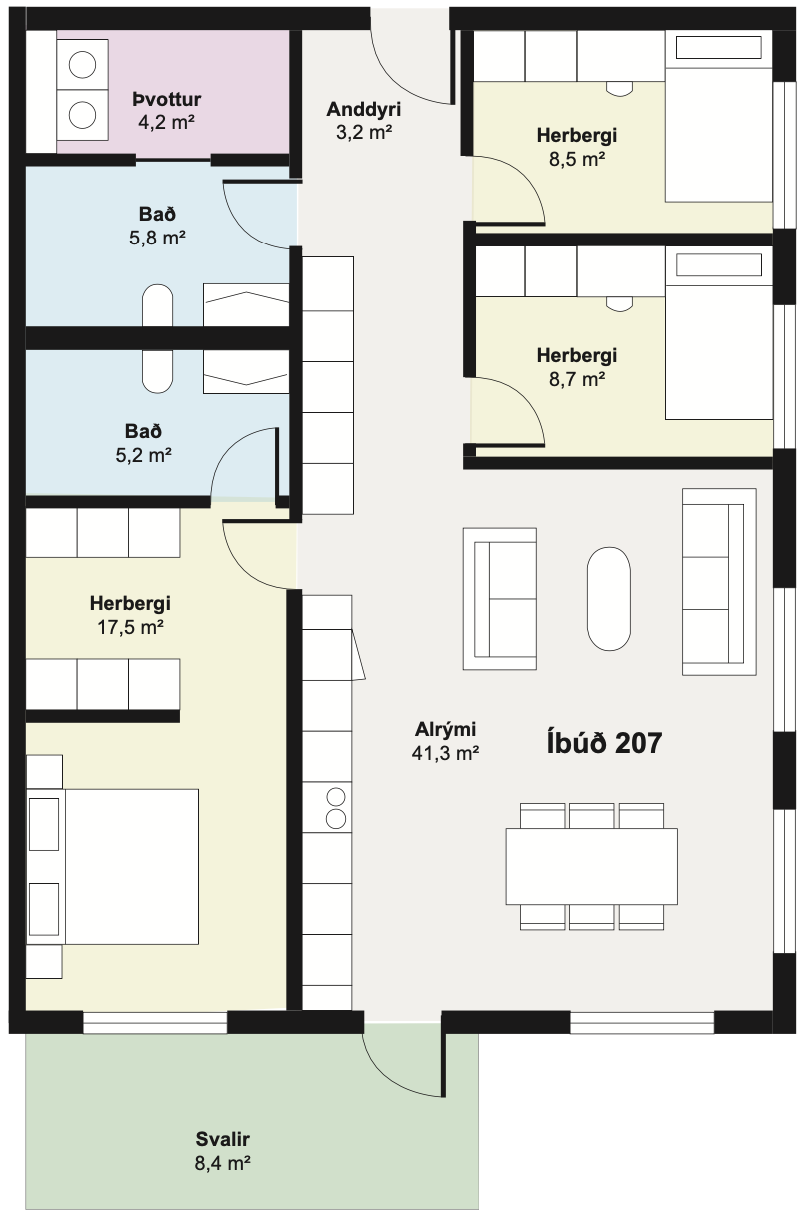 Þvottur
4,2 m²
Anddyri
3,2 m²
Herbergi
8,5 m²
Bað
5,8 m²
Herbergi
8,7 m²
Bað
5,2 m²
Herbergi
17,5 m²
Alrými
41,3 m²
Íbúð 207
Svalir
8,4 m²